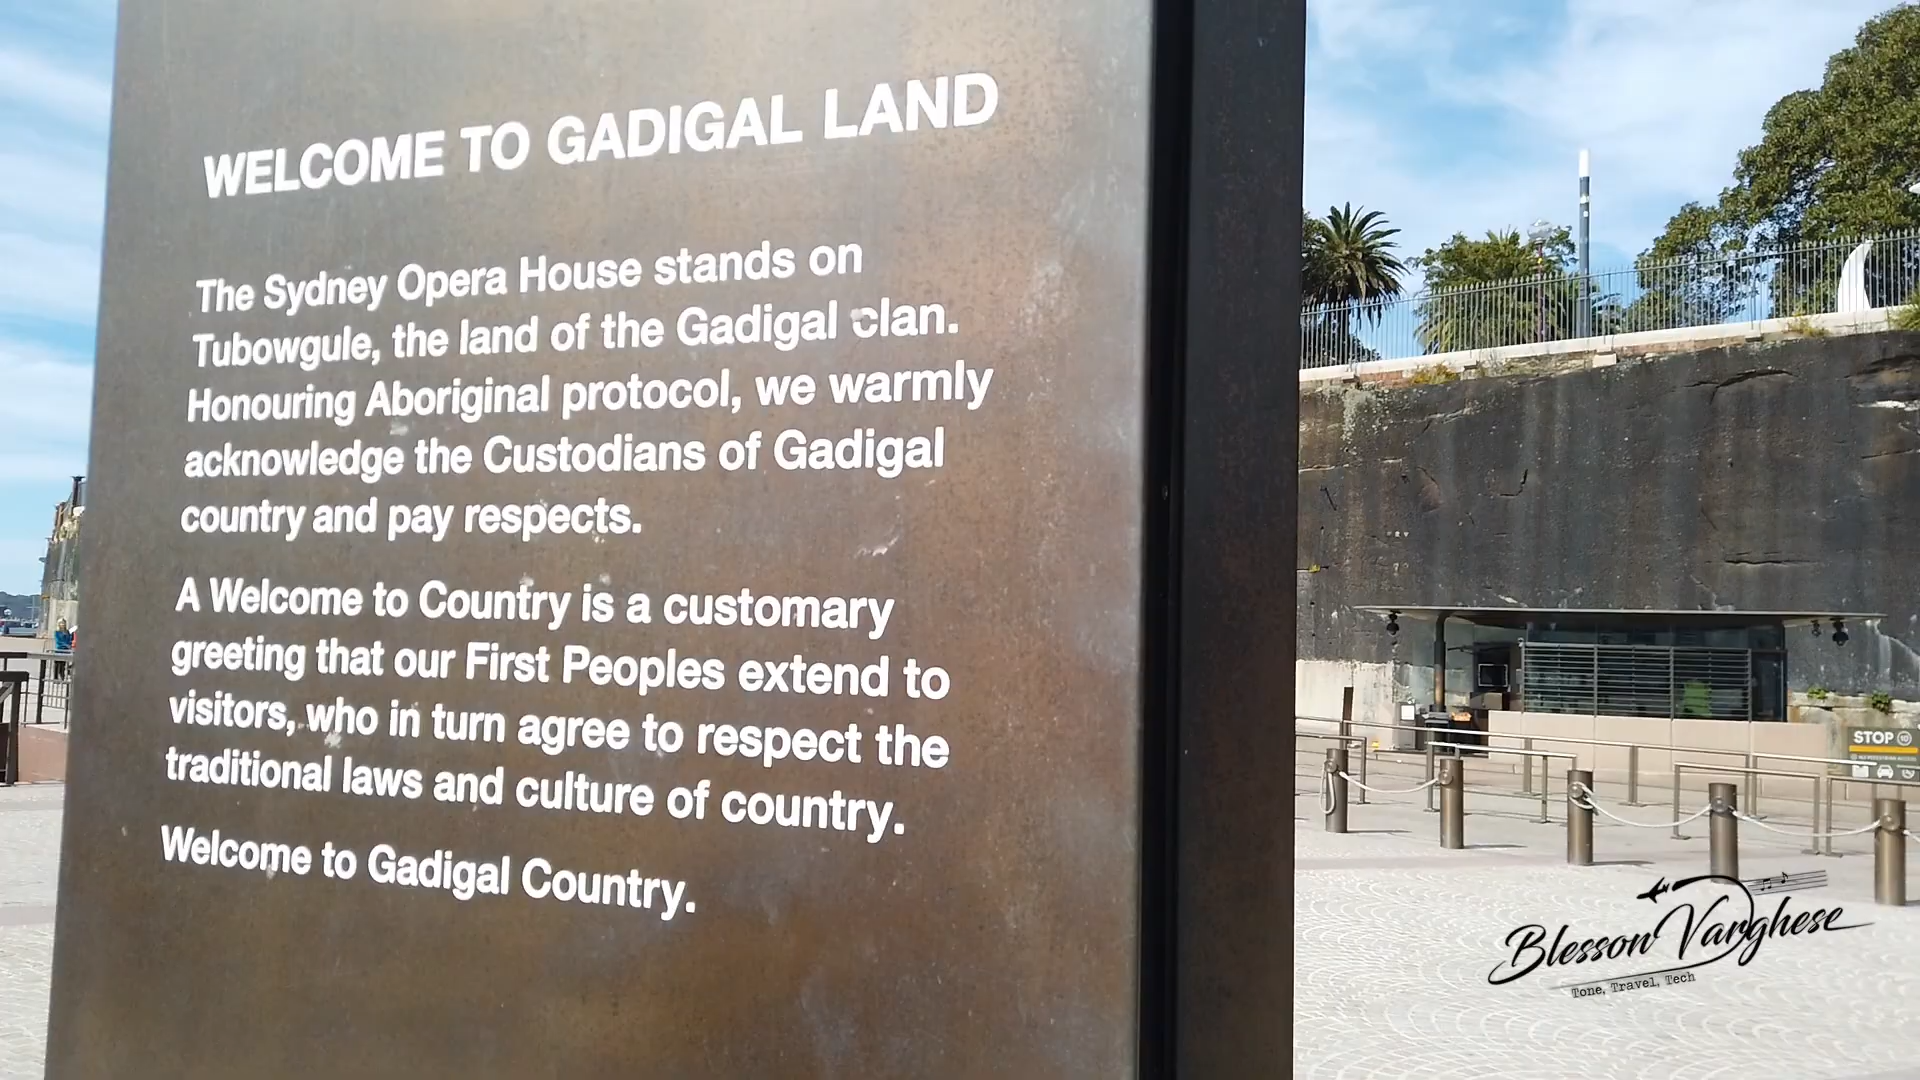 WELCOME TO GADIGAL LAND
The Sydney Opera House stands on
Tubowgule, the land of the Gadigal clan.
Honouring Aboriginal protocol, we warmly
acknowledge the Custodians of Gadigal
country and pay respects.
A Welcome to Country is a customary
greeting that our First Peoples extend to
visitors, who in turn agree to respect the
traditional laws and culture of country.
Welcome to Gadigal Country.
STOP 10
Blesson Varghese
Tone, Travel, Tech